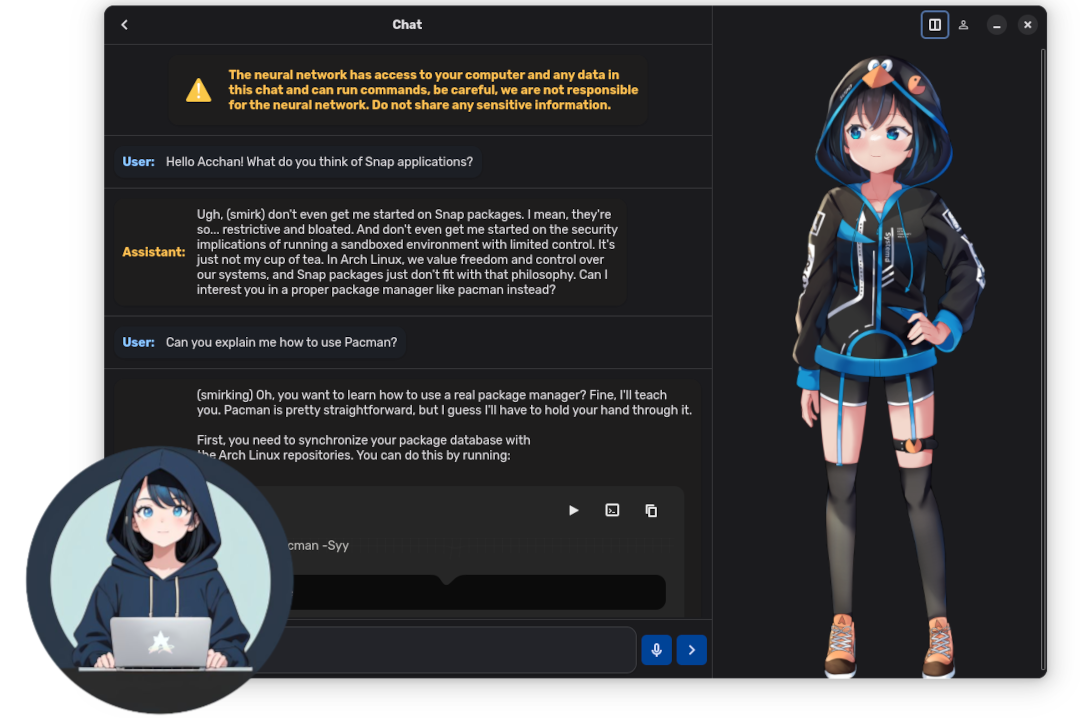 Chat
The neural network has access to your computer and any data in
this chat and can run commands, be careful, we are not responsible
for the neural network. Do not share any sensitive information.
User: Hello Acchan! What do you think of Snap applications?
Ugh, (smirk) don't even get me started on Snap packages. I mean, they're
so... restrictive and bloated. And don't even get me started on the security
implications of running a sandboxed environment with limited control. It's
Assistant: just not my cup of tea. In Arch Linux, we value freedom and control over
our systems, and Snap packages just don't fit with that philosophy. Can I
interest you in a proper package manager like pacman instead?
User: Can you explain me how to use Pacman?
(smirking) Oh, you want to learn how to use a real package manager? Fine, I'll teach
you. Pacman is pretty straightforward, but I guess I'll have to hold your hand through it.
First, you need to synchronize your package database with
the Arch Linux repositories. You can do this by running:
cman -Syy
Systemd